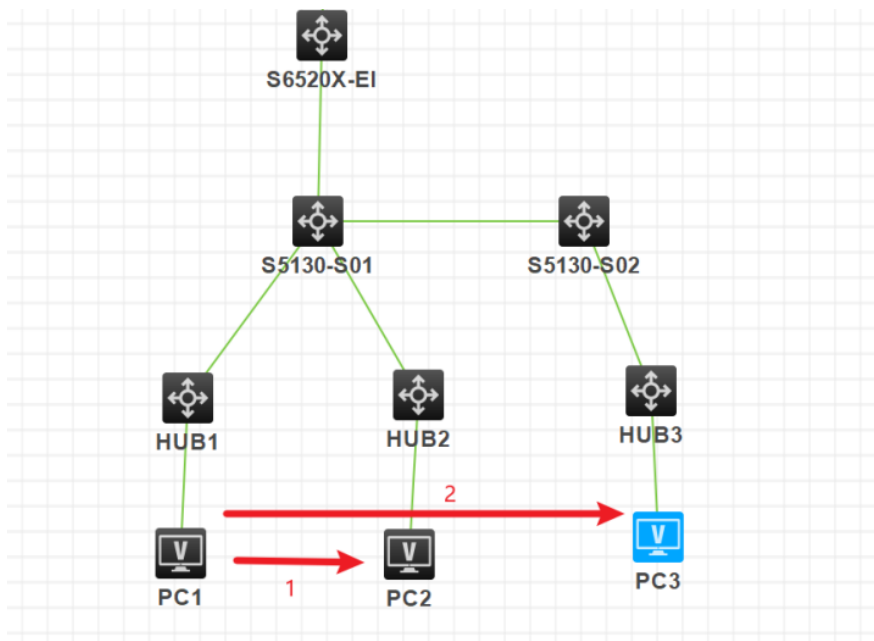 S6520X-EI
S5130-S01
S5130-S02
HUB1
HUB2
HUB3
2
V
V
V
1
PC1
PC2
PC3